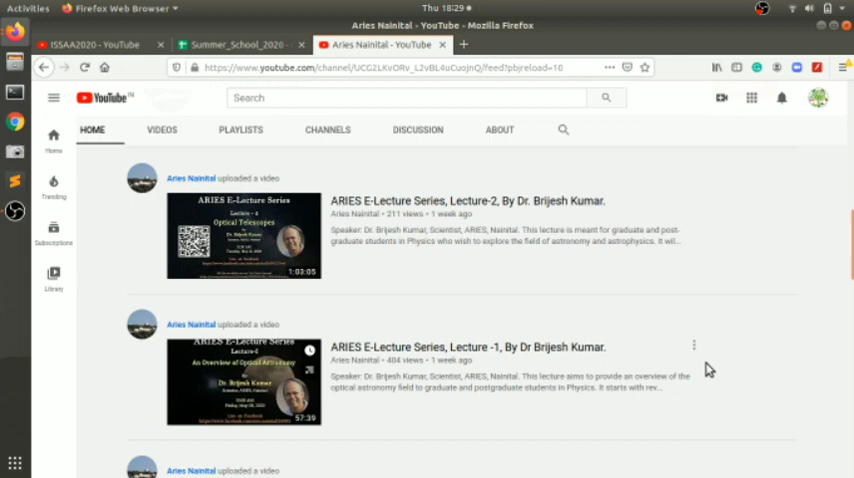 Activities Firefox Web Browser Thu 18:29
Aries Nainital - YouTube - Mozilla Firefox
ISSAA2020 - YouTube Summer_School_2020 - Aries Nainital - YouTube
https://www.youtube.com/channel/UCG2LKvORv_L2vBL4uCuojnQ/feed?pbjreload=10
YouTube Search
HOME VIDEOS PLAYLISTS CHANNELS DISCUSSION ABOUT
Home
Trending
Subscriptions
Library
Aries Nainital uploaded a video
ARIES E-Lecture Series
Optical Telescopes
Dr. Brijesh Kumar
1:03:05
ARIES E-Lecture Series, Lecture-2, By Dr. Brijesh Kumar.
Aries Nainital • 211 views • 1 week ago
Speaker: Dr. Brijesh Kumar, Scientist, ARIES, Nainital. This lecture is meant for graduate and post-
graduate students in Physics who wish to explore the field of astronomy and astrophysics. It wil...
Aries Nainital uploaded a video
ARIES E-Lecture Series
Lecture-1
An Overview of Optical Astronomy
Dr. Brijesh Kumar
57:39
ARIES E-Lecture Series, Lecture -1, By Dr Brijesh Kumar.
Aries Nainital • 404 views • 1 week ago
Speaker: Dr. Brijesh Kumar, Scientist, ARIES, Nainital. This lecture aims to provide an overview of the
optical astronomy field to graduate and postgraduate students in Physics. It starts with rev...
Aries Nainital uploaded a video